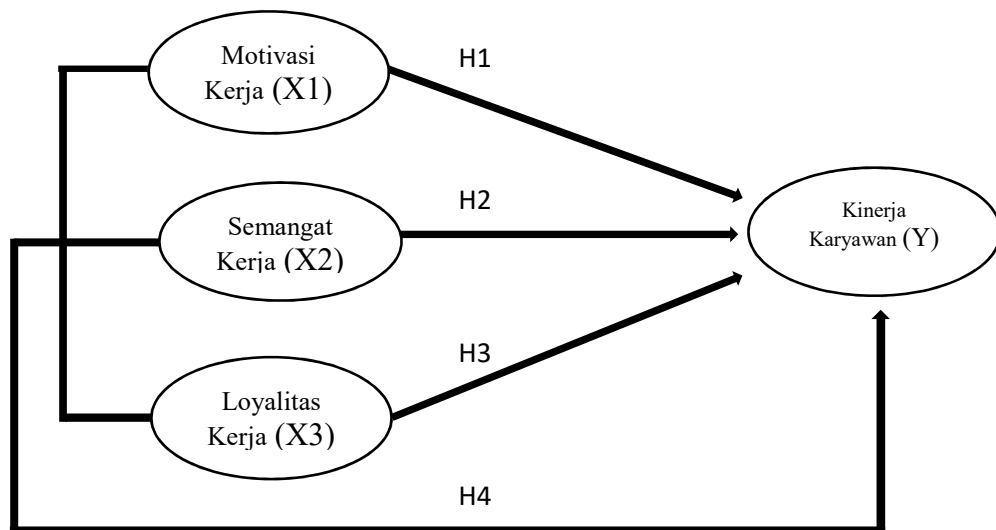 Motivasi
Kerja (X1)
H1
Semangat
Kerja (X2)
H2
Kinerja
Karyawan (Y)
Loyalitas
Kerja (X3)
H3
H4